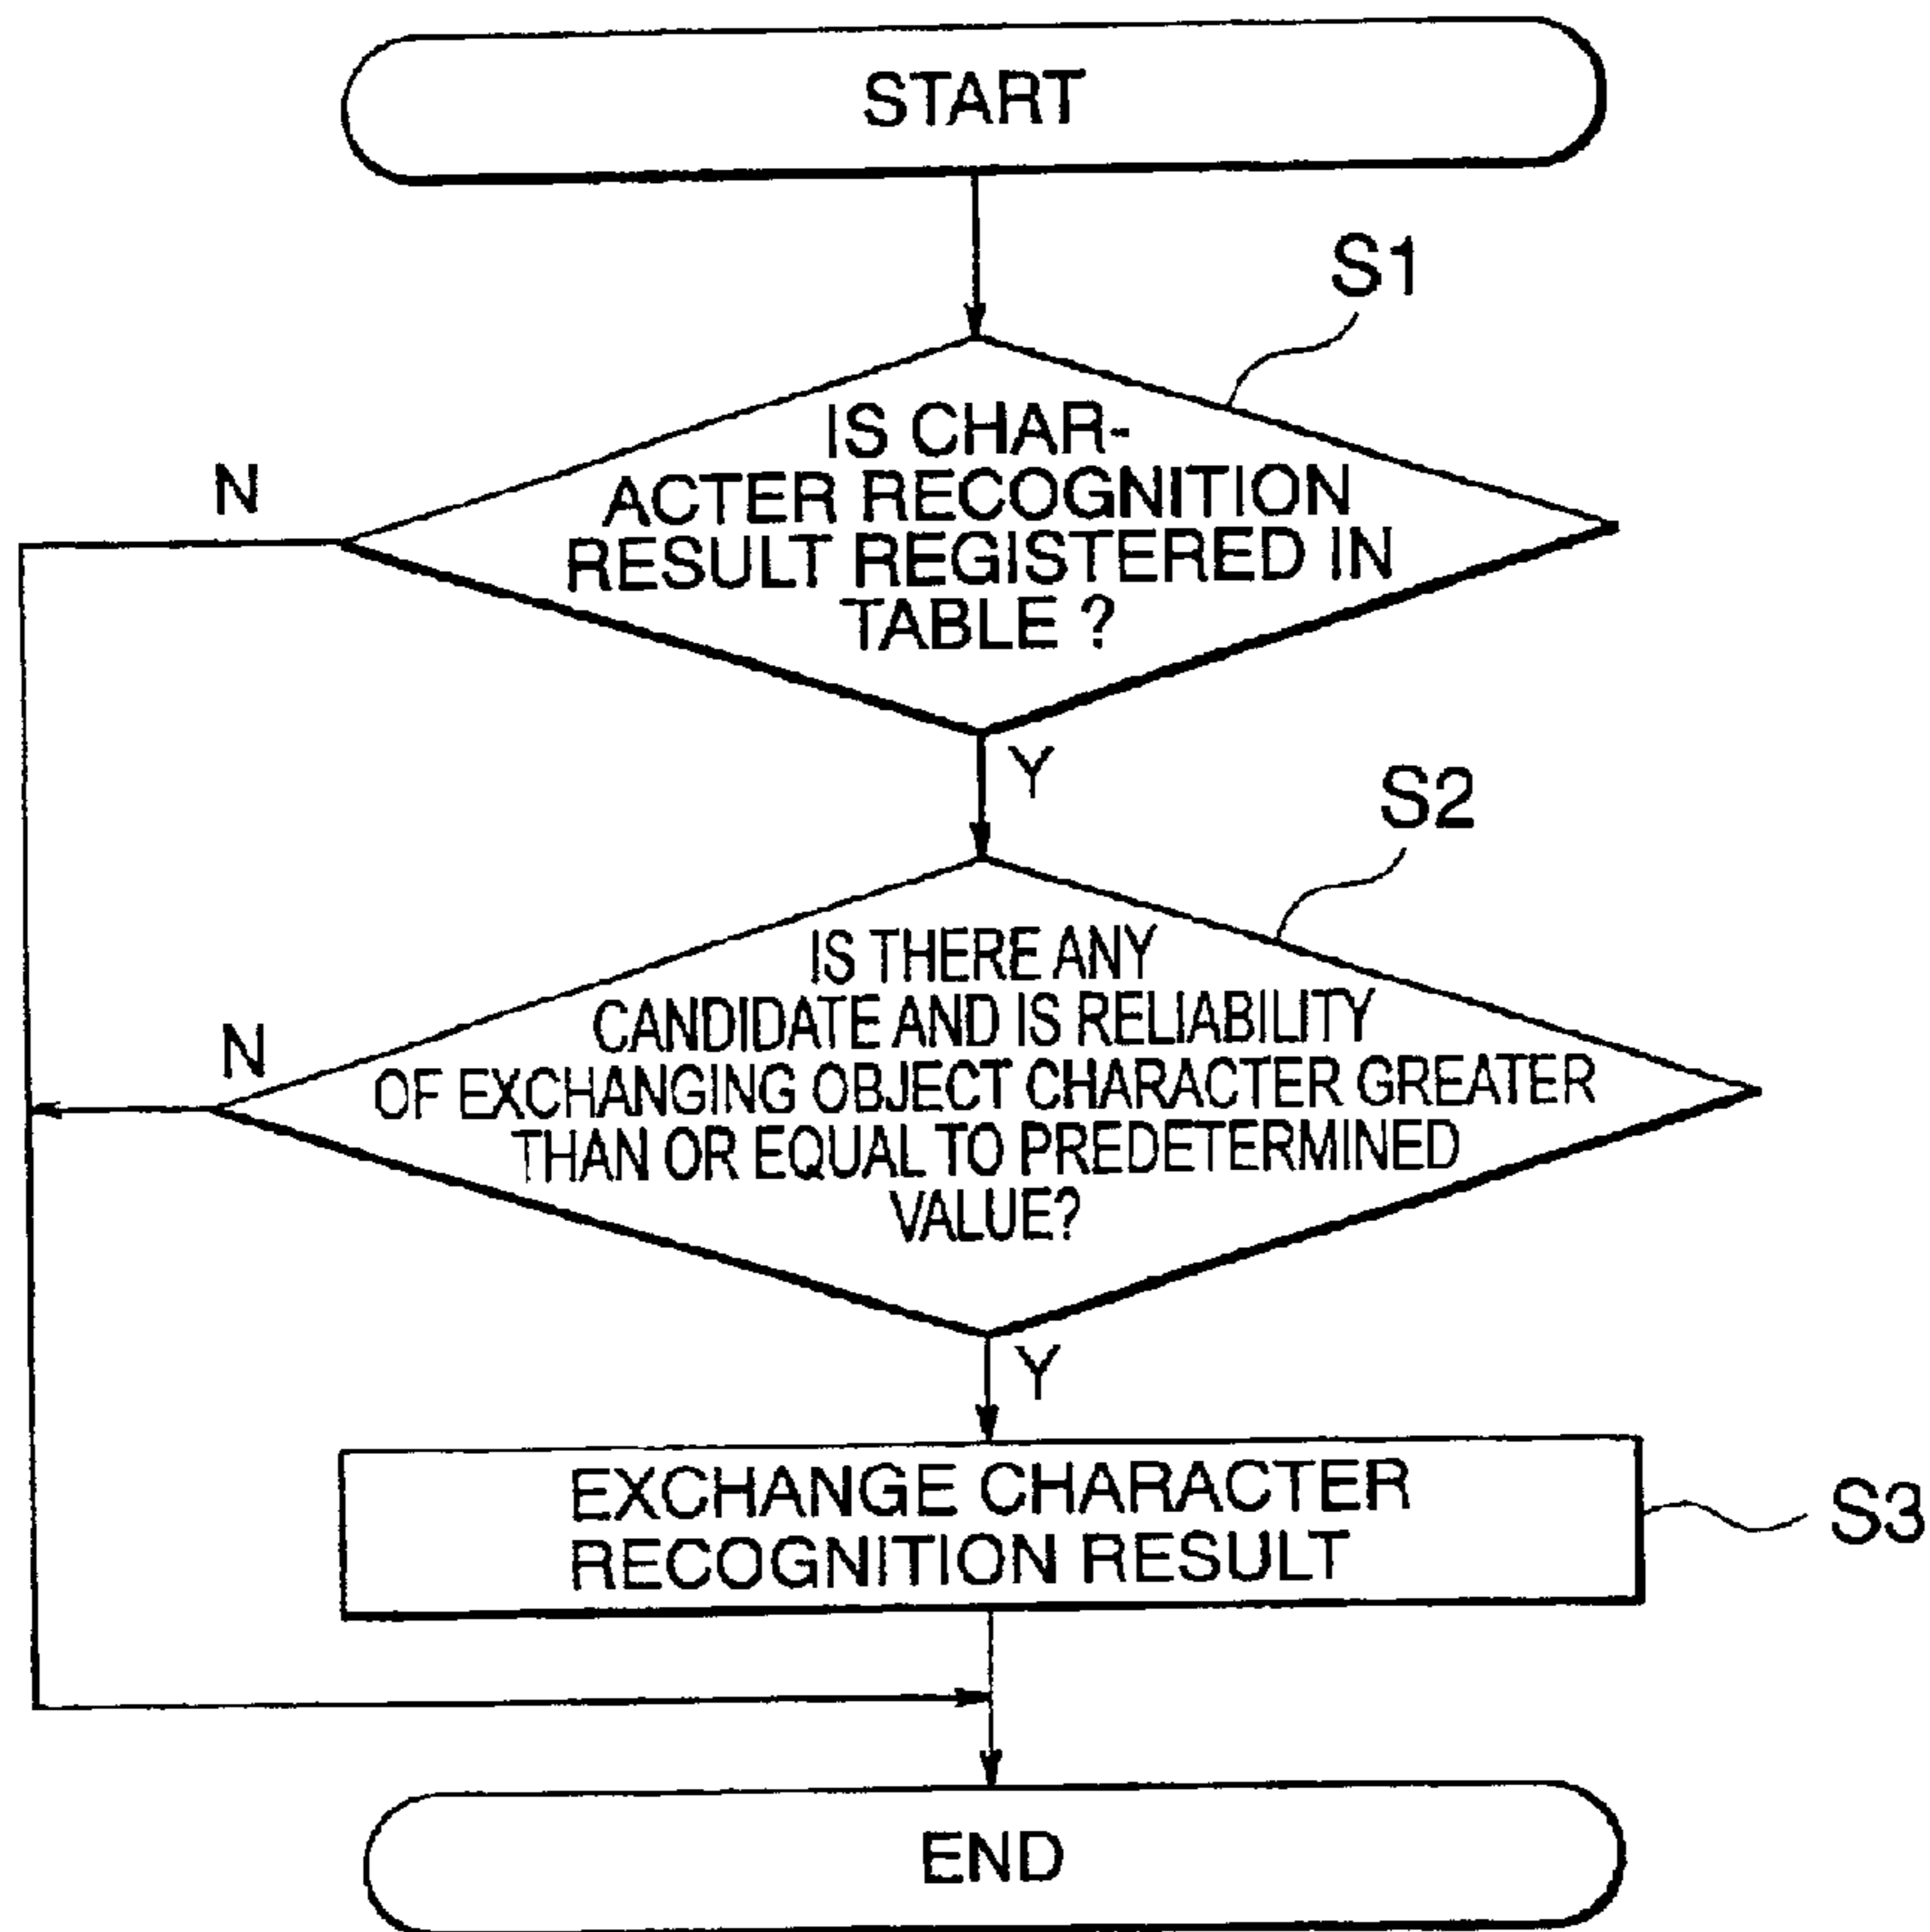 START
S1
IS CHAR-
ACTER RECOGNITION
RESULT REGISTERED IN
TABLE ?
N
Y
S2
IS THERE ANY
CANDIDATE AND IS RELIABILITY
OF EXCHANGING OBJECT CHARACTER GREATER
THAN OR EQUAL TO PREDETERMINED
VALUE?
N
Y
EXCHANGE CHARACTER
RECOGNITION RESULT
S3
END